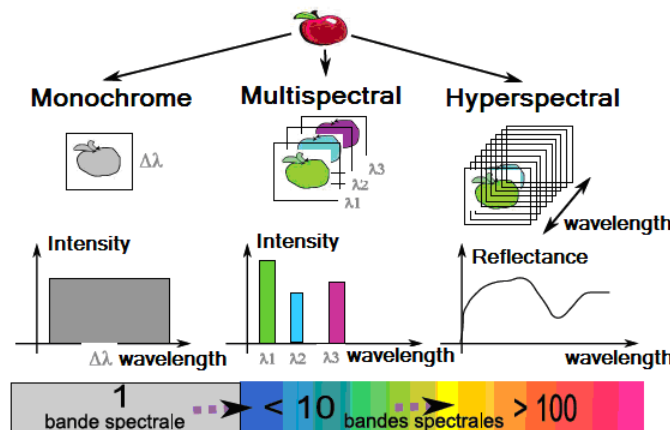 Monochrome
Multispectral
Hyperspectral
Δλ
λ3
λ2
λ1
wavelength
Intensity
Intensity
Reflectance
Δλ wavelength
λ1 λ2 λ3 wavelength
wavelength
1
bande spectrale
< 10
bandes spectrales
> 100